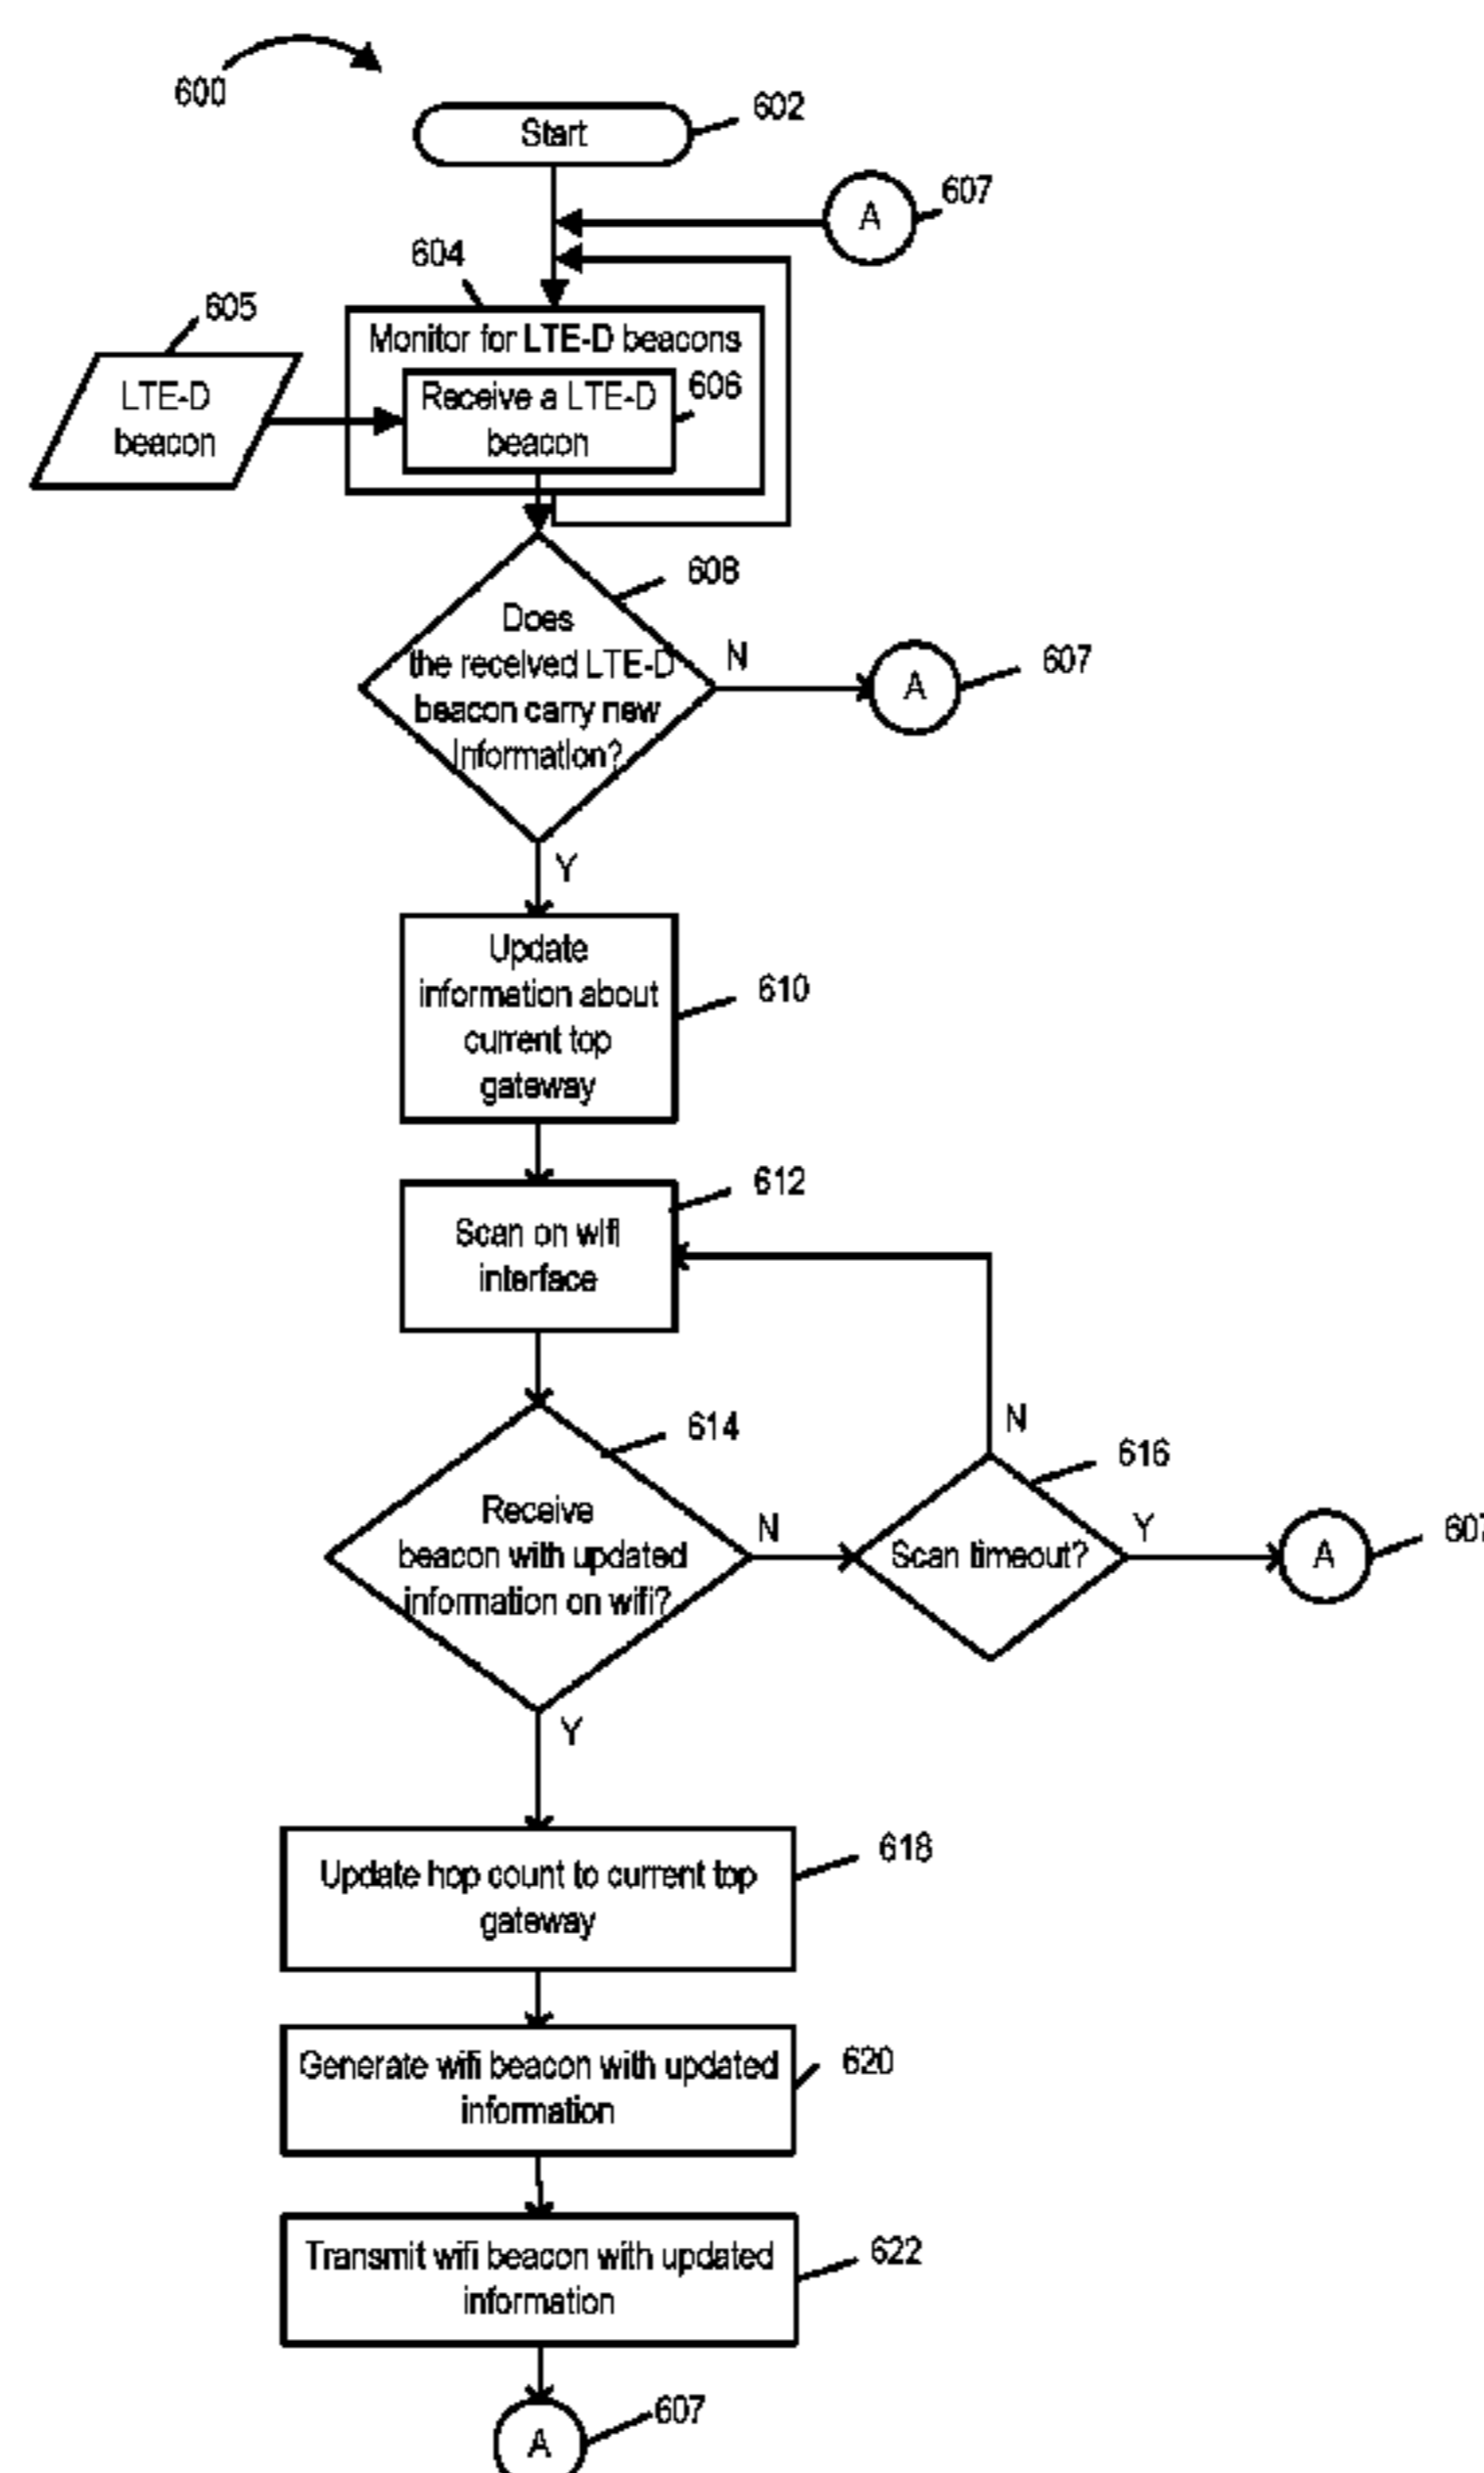 600
Start
602
A
607
604
605
Monitor for LTE-D beacons
LTE-D
beacon
Receive a LTE-D
beacon
606
608
Does
the received LTE-D
beacon carry new
information?
N
A
607
Y
Update
information about
current top
gateway
610
612
Scan on wifi
interface
614
Receive
beacon with updated
information on wifi?
N
N
616
Scan timeout?
Y
A
607
Y
618
Update hop count to current top
gateway
Generate wifi beacon with updated
information
620
Transmit wifi beacon with updated
information
622
A
607